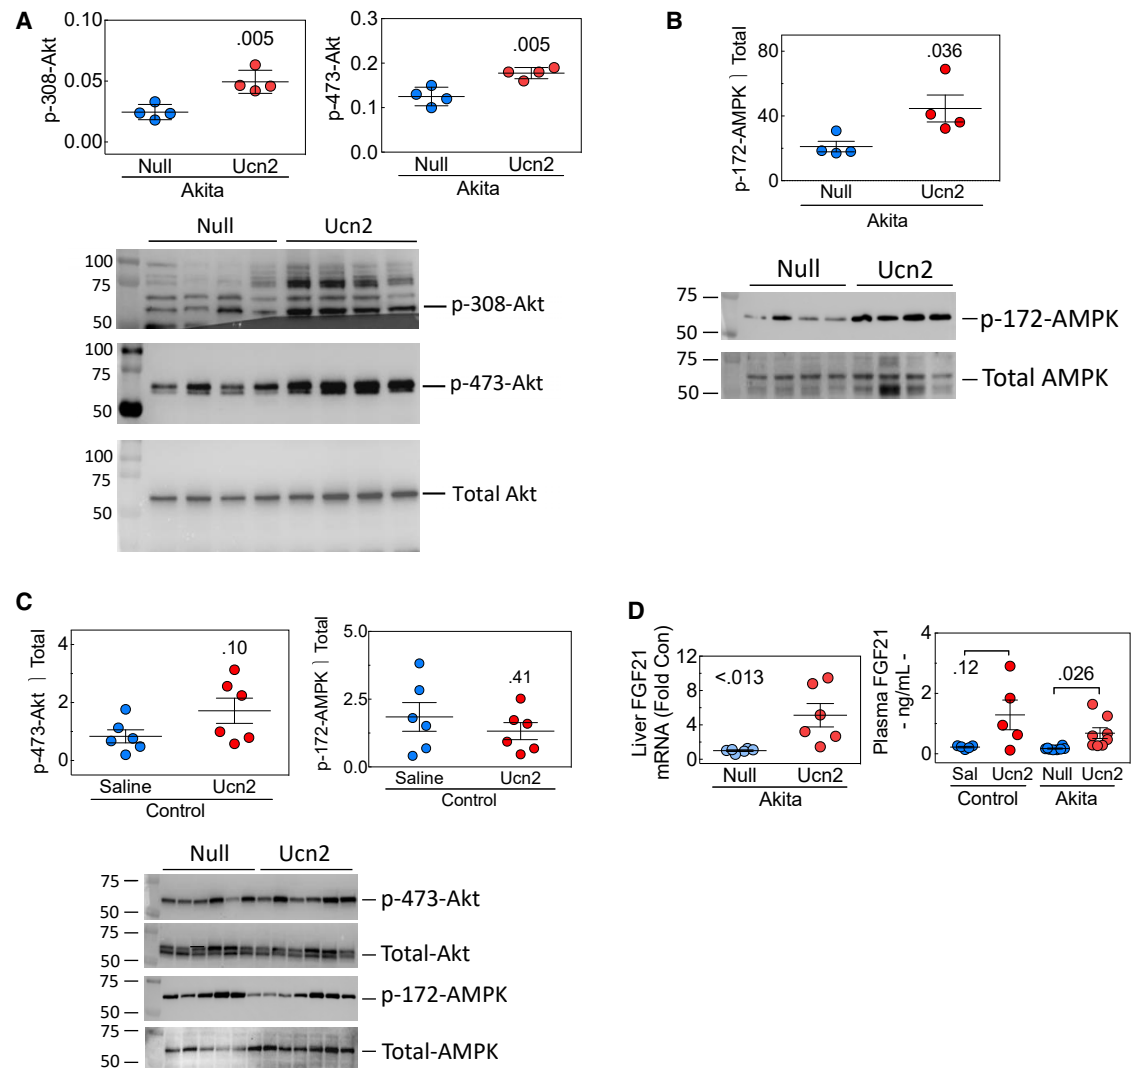 A
p-308-Akt
0.10
0.05
0.00
.005
Null Ucn2
Akita
p-473-Akt
0.3
0.2
0.1
0.0
.005
Null Ucn2
Akita
Null Ucn2
100
75
50
p-308-Akt
100
75
50
p-473-Akt
100
75
50
Total Akt
B
p-172-AMPK ⎫ Total
80
40
0
.036
Null Ucn2
Akita
Null Ucn2
75
50
p-172-AMPK
75
50
Total AMPK
C
p-473-Akt ⎫ Total
4
2
0
.10
Saline Ucn2
Control
p-172-AMPK ⎫ Total
5.0
2.5
0.0
.41
Saline Ucn2
Control
Null Ucn2
75
50
p-473-Akt
75
50
Total-Akt
75
50
p-172-AMPK
75
50
Total-AMPK
D
Liver FGF21
mRNA (Fold Con)
12
8
4
0
<.013
Null Ucn2
Akita
Plasma FGF21
- ng/mL -
4
2
0
.12
.026
Sal Ucn2 Null Ucn2
Control Akita